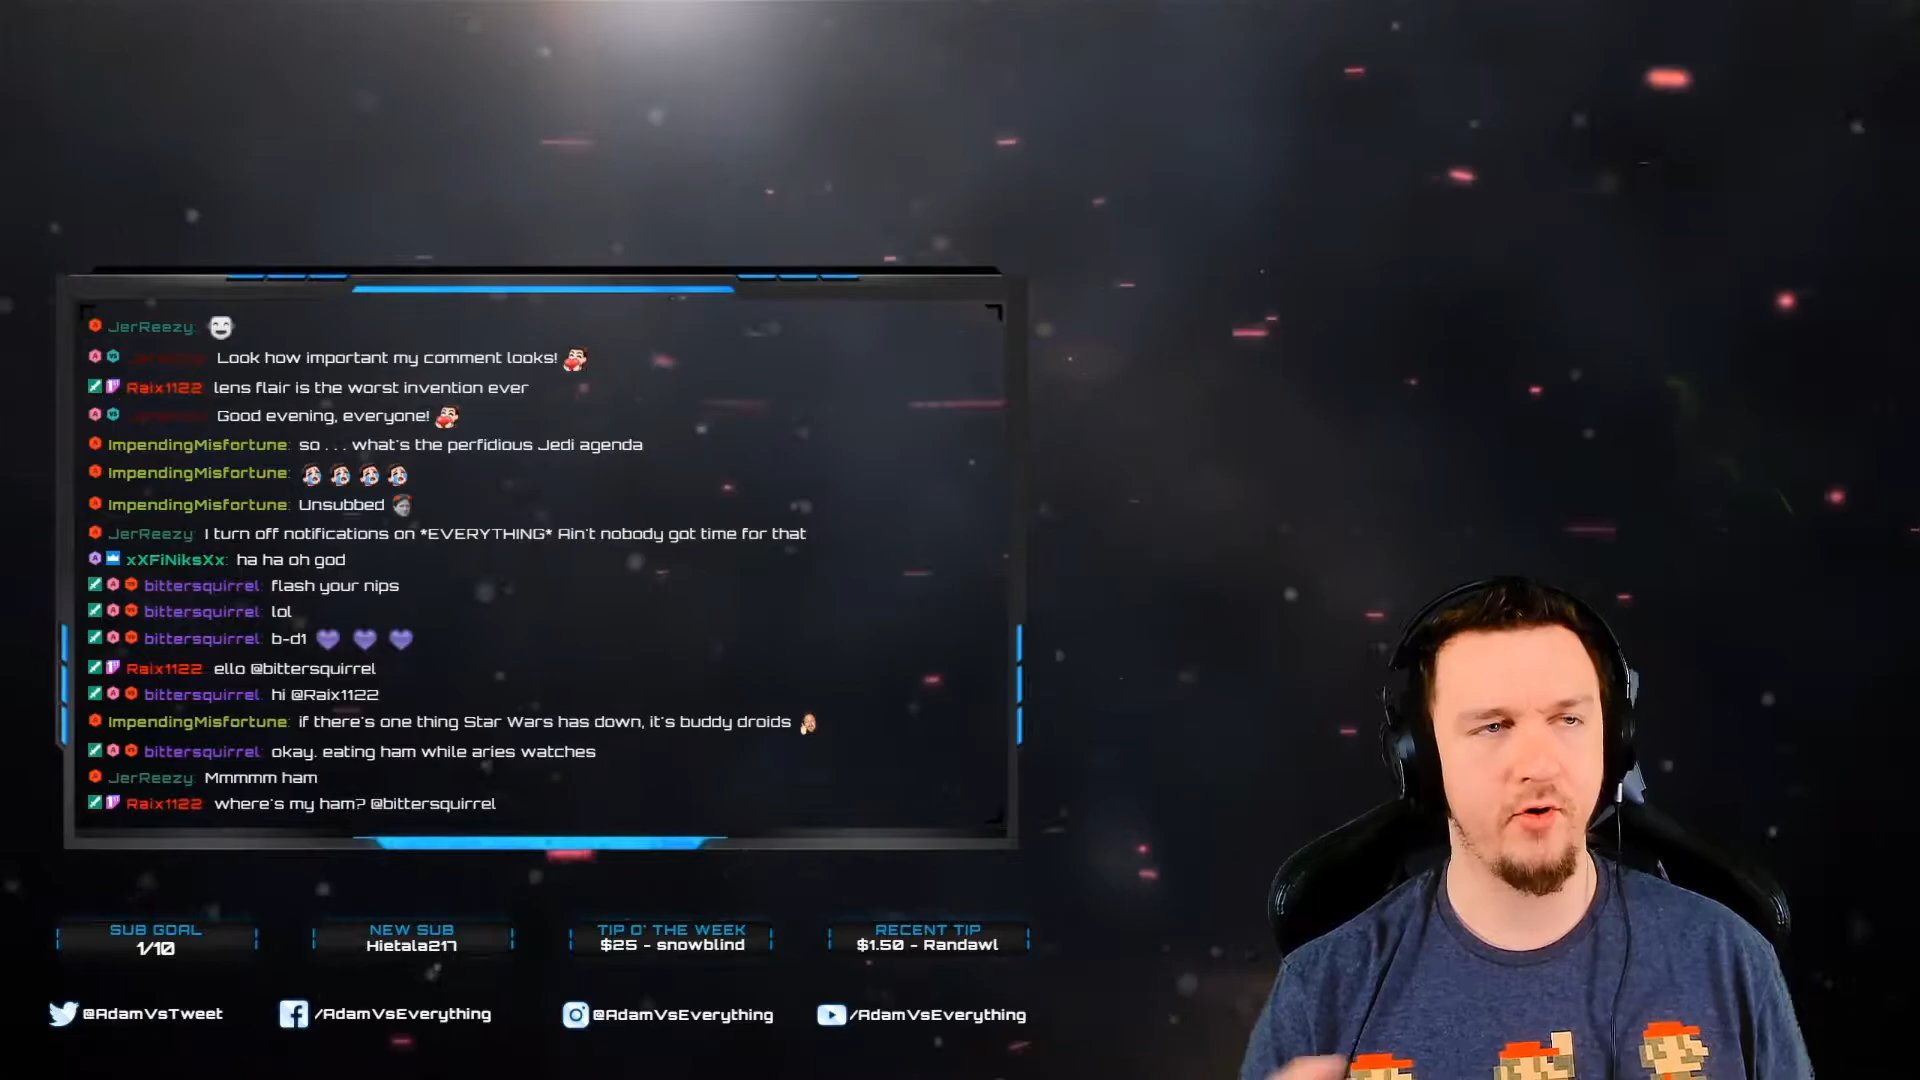 JerReezy:
Look how important my comment looks!
Raix1122: lens flair is the worst invention ever
Good evening, everyone!
ImpendingMisfortune: so . . . what's the perfidious Jedi agenda
ImpendingMisfortune:
ImpendingMisfortune: Unsubbed
JerReezy: I turn off notifications on *EVERYTHING* Ain't nobody got time for that
xXFiNiksXx: ha ha oh god
bittersquirrel: flash your nips
bittersquirrel: lol
bittersquirrel: b-d1
Raix1122: ello @bittersquirrel
bittersquirrel: hi @Raix1122
ImpendingMisfortune: if there's one thing Star Wars has down, it's buddy droids
bittersquirrel: okay. eating ham while aries watches
JerReezy: Mmmmm ham
Raix1122: where's my ham? @bittersquirrel
SUB GOAL
1/10
NEW SUB
Hietala217
TIP O' THE WEEK
$25 - snowblind
RECENT TIP
$1.50 - Randawl
@AdamVsTweet
/AdamVsEverything
@AdamVsEverything
/AdamVsEverything